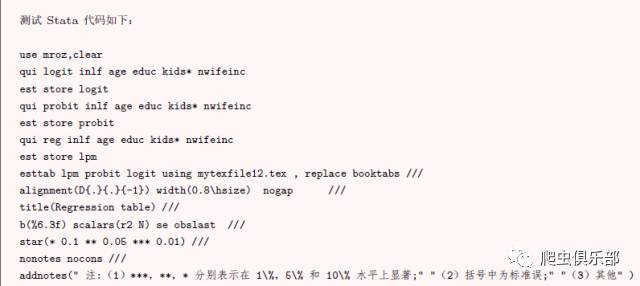 测试 Stata 代码如下：
use mroz,clear
qui logit inlf age educ kids* nwifeinc
est store logit
qui probit inlf age educ kids* nwifeinc
est store probit
qui reg inlf age educ kids* nwifeinc
est store lpm
esttab lpm probit logit using mytexfile12.tex , replace booktabs ///
alignment(D{.}{.}{-1}) width(0.8\hsize) nogap ///
title(Regression table) ///
b(%6.3f) scalars(r2 N) se obslast ///
star(* 0.1 ** 0.05 *** 0.01) ///
nonotes nocons ///
addnotes(" 注：（1）***，**，* 分别表示在 1\%，5\% 和 10\% 水平上显著;" "（2）括号中为标准误;" "（3）其他" )
爬虫俱乐部